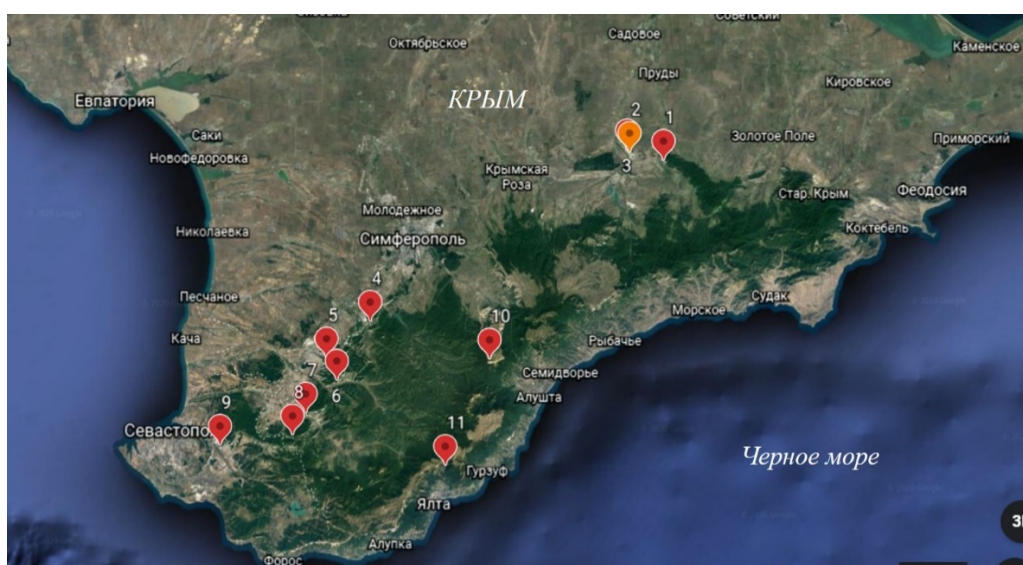 Советский
Октябрьское
Садовое
Каменское
Пруды
Кировское
Евпатория
КРЫМ
2
1
Саки
Золотое Поле
Приморский
Новофедоровка
Крымская
Роза
3
Стар. Крым
Феодосия
Молодежное
Николаевка
Симферополь
Коктебель
4
Песчаное
Судак
Морское
5
10
Кача
Рыбачье
7
Семидворье
8
6
Алушта
9
Севастопо
11
Черное море
Гурзуф
Ялта
Алупка
Форос